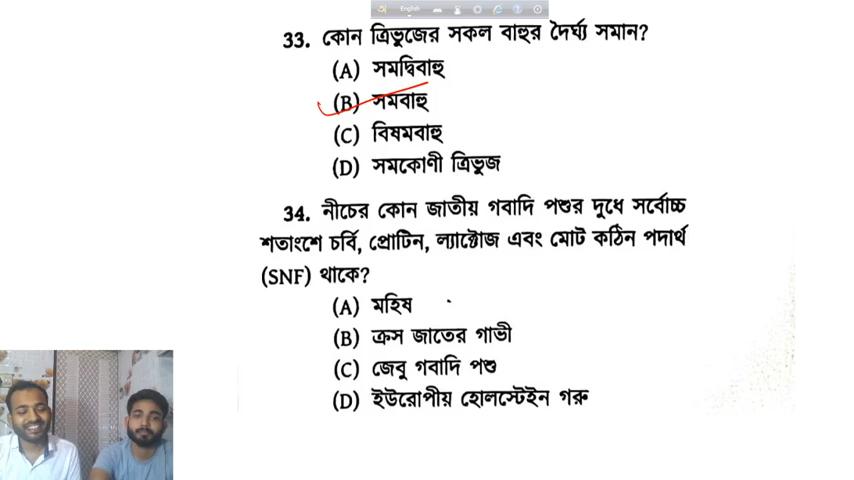 English
33. কোন ত্রিভুজের সকল বাহুর দৈর্ঘ্য সমান?
(A) সমদ্বিবাহু
(B) সমবাহু
(C) বিষমবাহু
(D) সমকোণী ত্রিভুজ
34. নীচের কোন জাতীয় গবাদি পশুর দুধে সর্বোচ্চ
শতাংশে চর্বি, প্রোটিন, ল্যাক্টোজ এবং মোট কঠিন পদার্থ
(SNF) থাকে?
(A) মহিষ
(B) ক্রস জাতের গাভী
(C) জেবু গবাদি পশু
(D) ইউরোপীয় হোলস্টেইন গরু